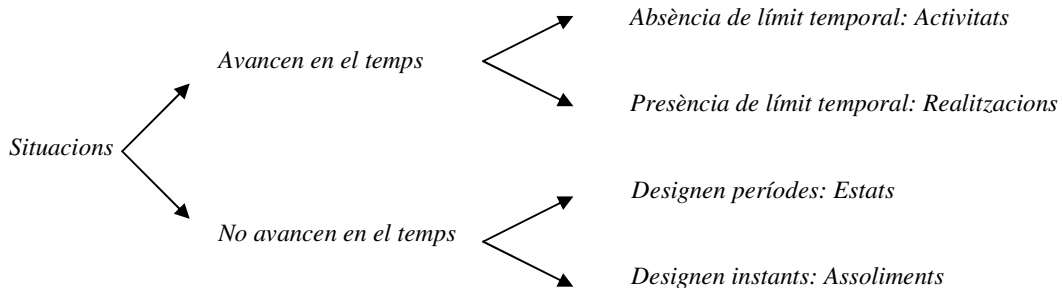 Absència de límit temporal: Activitats
Avancen en el temps
Presència de límit temporal: Realitzacions
Situacions
Designen períodes: Estats
No avancen en el temps
Designen instants: Assoliments